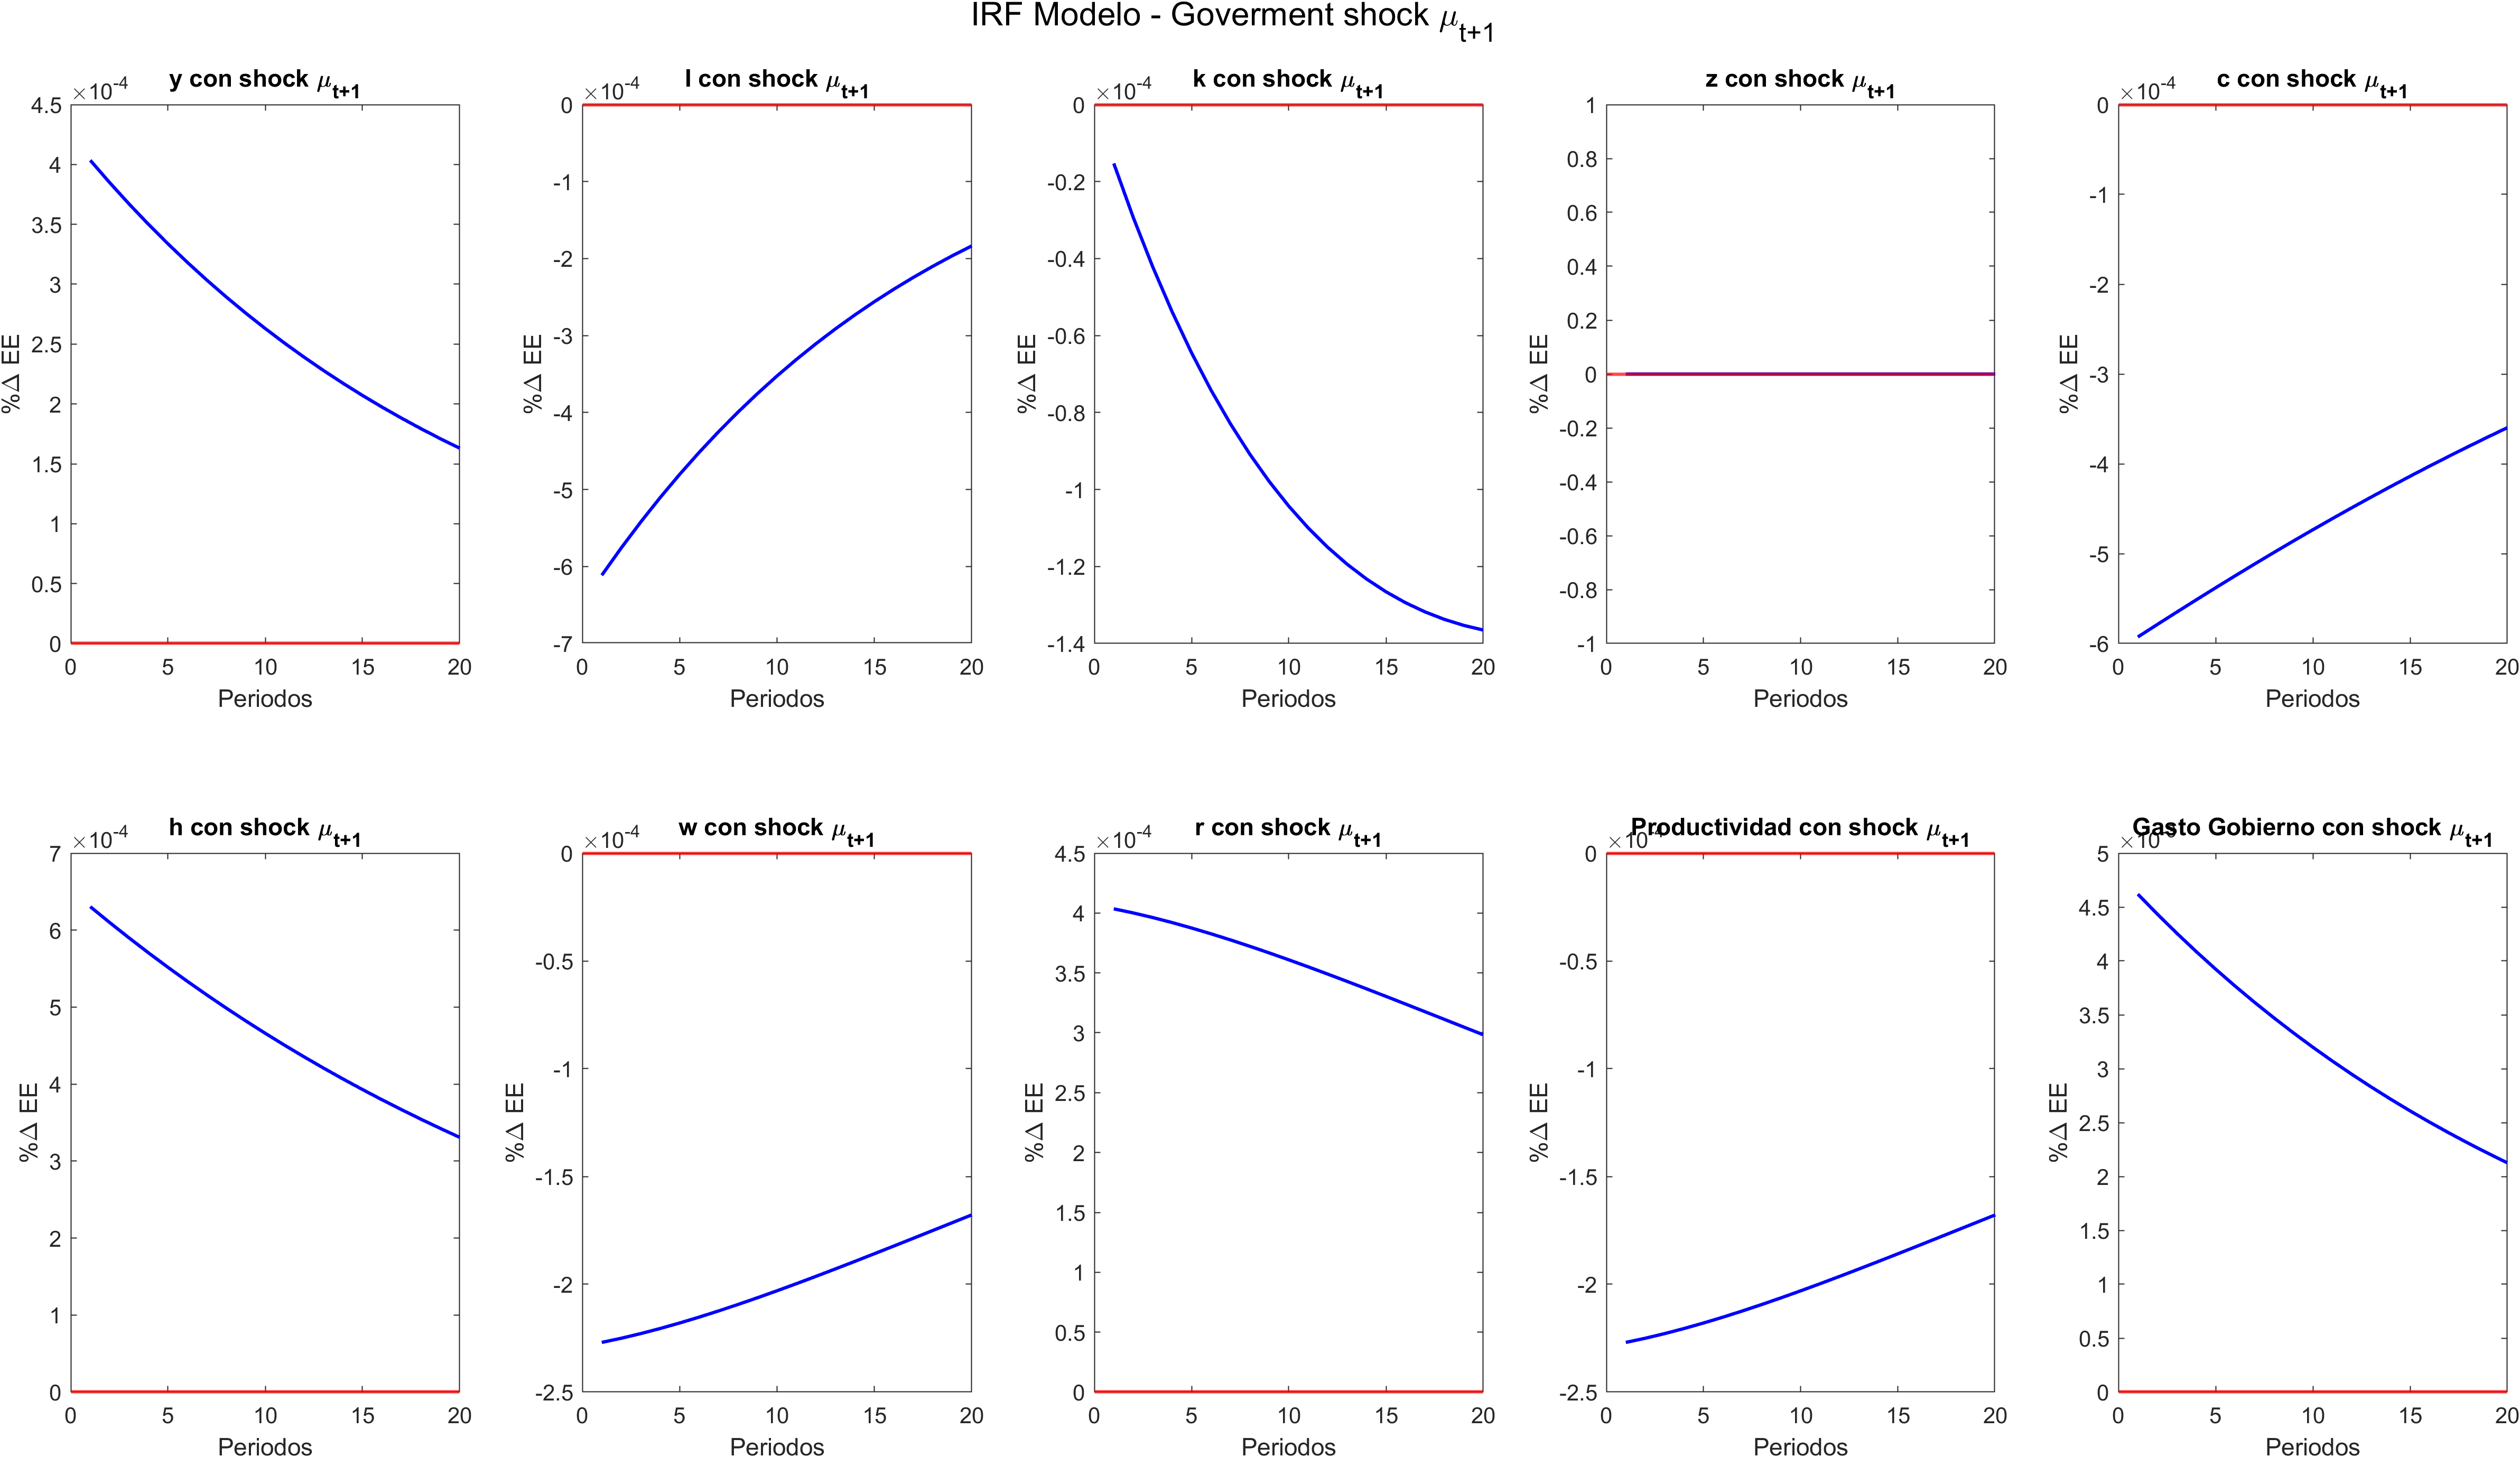 IRF Modelo - Goverment shock μt+1
y con shock μt+1
×10-4
4.5
4
3.5
3
2.5
2
1.5
1
0.5
0
%Δ EE
0 5 10 15 20
Periodos
l con shock μt+1
×10-4
0
-1
-2
-3
-4
-5
-6
-7
%Δ EE
0 5 10 15 20
Periodos
k con shock μt+1
×10-4
0
-0.2
-0.4
-0.6
-0.8
-1
-1.2
-1.4
%Δ EE
0 5 10 15 20
Periodos
z con shock μt+1
1
0.8
0.6
0.4
0.2
0
-0.2
-0.4
-0.6
-0.8
-1
%Δ EE
0 5 10 15 20
Periodos
c con shock μt+1
×10-4
0
-1
-2
-3
-4
-5
-6
%Δ EE
0 5 10 15 20
Periodos
h con shock μt+1
×10-4
7
6
5
4
3
2
1
0
%Δ EE
0 5 10 15 20
Periodos
w con shock μt+1
×10-4
0
-0.5
-1
-1.5
-2
-2.5
%Δ EE
0 5 10 15 20
Periodos
r con shock μt+1
×10-4
4.5
4
3.5
3
2.5
2
1.5
1
0.5
0
%Δ EE
0 5 10 15 20
Periodos
Productividad con shock μt+1
0
-0.5
-1
-1.5
-2
-2.5
%Δ EE
0 5 10 15 20
Periodos
Gasto Gobierno con shock μt+1
5
4.5
4
3.5
3
2.5
2
1.5
1
0.5
0
%Δ EE
0 5 10 15 20
Periodos